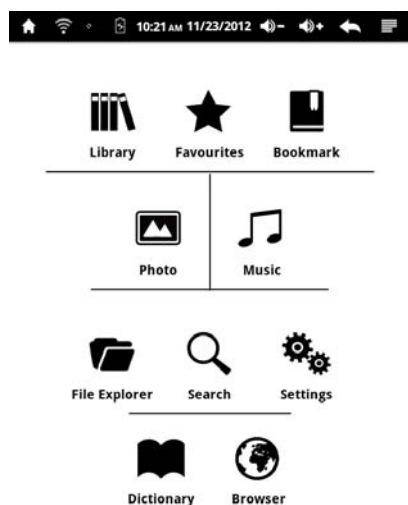 10:21 AM 11/23/2012 - +
Library Favourites Bookmark
Photo Music
File Explorer Search Settings
Dictionary Browser